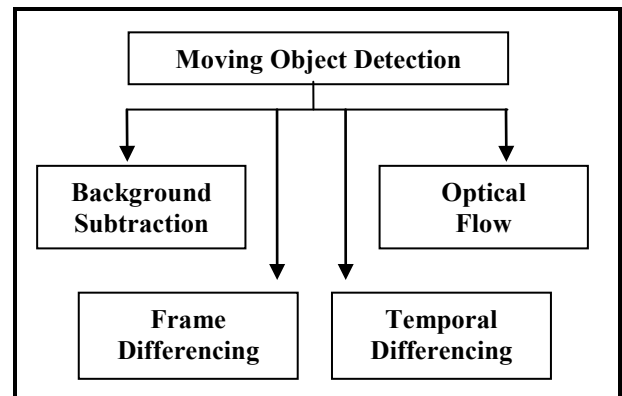 Moving Object Detection
Background
Subtraction
Optical
Flow
Frame
Differencing
Temporal
Differencing